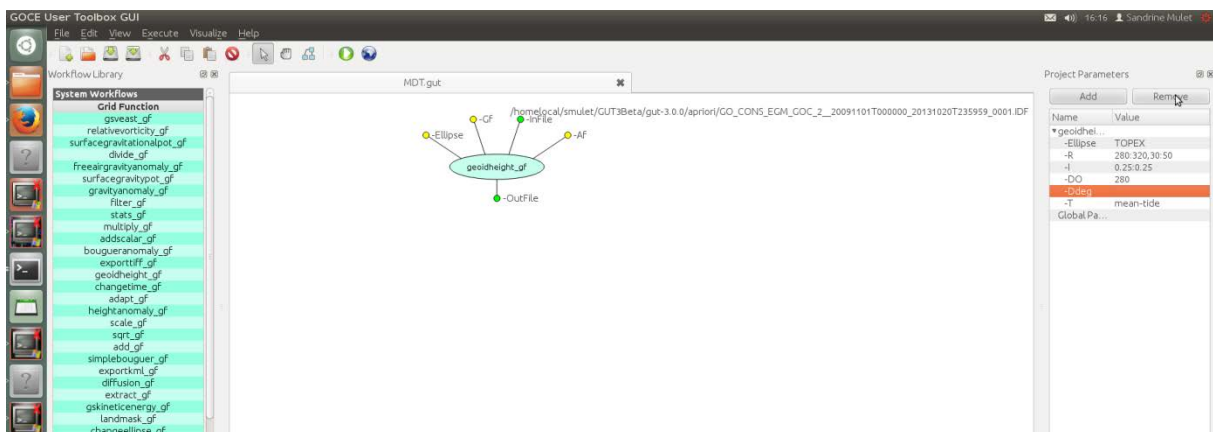 GOCE User Toolbox GUI
16:16 Sandrine Mulet
File Edit View Execute Visualize Help
Workflow Library
System Workflows
Grid Function
gsveast_gf
relativevorticity_gf
surfacegravitationalpot_gf
divide_gf
freeairgravityanomaly_gf
surfacegravitypot_gf
gravityanomaly_gf
filter_gf
stats_gf
multiply_gf
addscalar_gf
bougueranomaly_gf
exporttiff_gf
geoidheight_gf
changetime_gf
adapt_gf
heightanomaly_gf
scale_gf
sqrt_gf
add_gf
simplebouguer_gf
exportkml_gf
diffusion_gf
extract_gf
gskineticenergy_gf
landmask_gf
changeellipse_gf
MDT.gut
/homelocal/smulet/GUT3Beta/gut-3.0.0/apriori/GO_CONS_EGM_GOC_2__20091101T000000_20131020T235959_0001.IDF
-GF
-InFile
-Ellipse
-Af
geoidheight_gf
-OutFile
Project Parameters
Add Remove
Name Value
geoidhei...
-Ellipse TOPEX
-R 280:320,30:50
-I 0.25:0.25
-DO 280
-Ddeg
-T mean-tide
Global Pa...